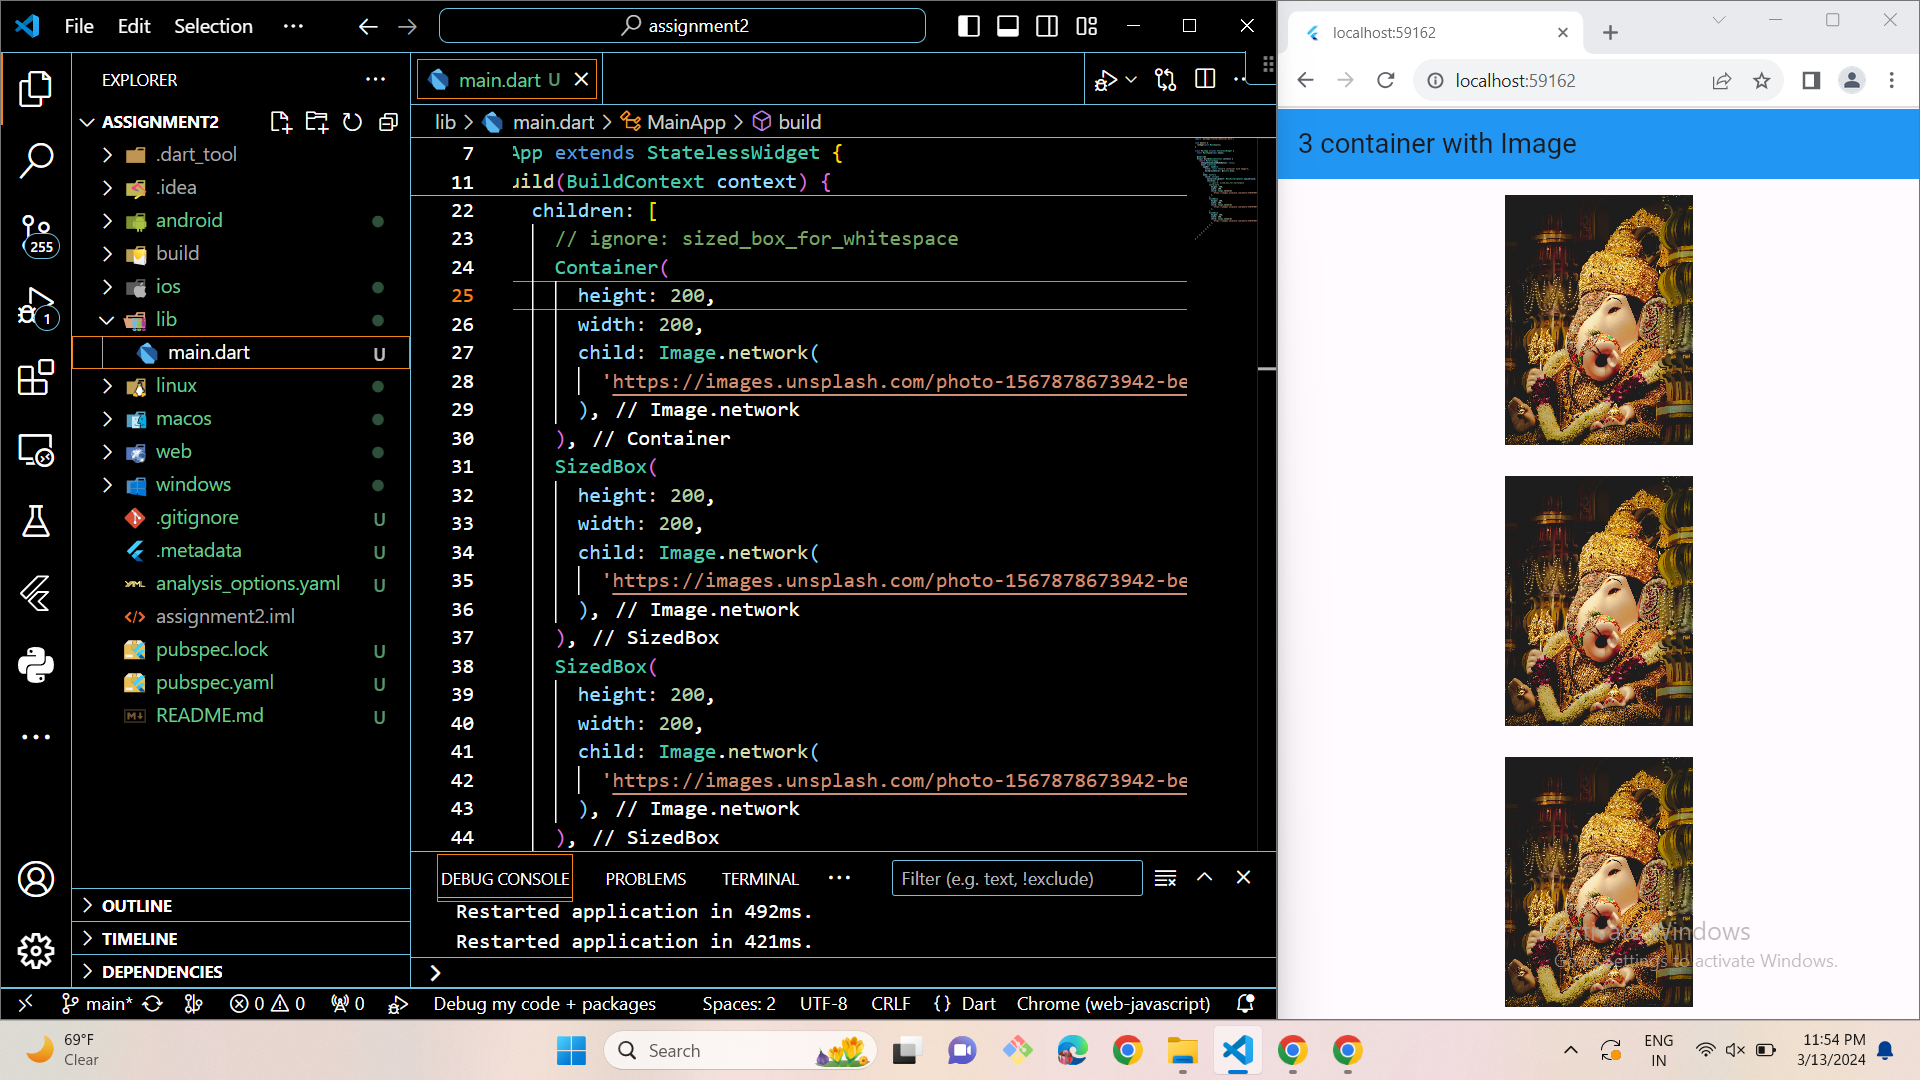 File Edit Selection ···
assignment2
EXPLORER
ASSIGNMENT2
.dart_tool
.idea
android
build
ios
lib
main.dart U
linux
macos
web
windows
.gitignore U
.metadata U
analysis_options.yaml U
assignment2.iml
pubspec.lock U
pubspec.yaml U
README.md U
OUTLINE
TIMELINE
DEPENDENCIES
255
1
main.dart U
lib > main.dart > MainApp > build
7 App extends StatelessWidget {
11 uild(BuildContext context) {
22 children: [
23 // ignore: sized_box_for_whitespace
24 Container(
25 height: 200,
26 width: 200,
27 child: Image.network(
28 'https://images.unsplash.com/photo-1567878673942-be
29 ), // Image.network
30 ), // Container
31 SizedBox(
32 height: 200,
33 width: 200,
34 child: Image.network(
35 'https://images.unsplash.com/photo-1567878673942-be
36 ), // Image.network
37 ), // SizedBox
38 SizedBox(
39 height: 200,
40 width: 200,
41 child: Image.network(
42 'https://images.unsplash.com/photo-1567878673942-be
43 ), // Image.network
44 ), // SizedBox
DEBUG CONSOLE PROBLEMS TERMINAL ··· Filter (e.g. text, !exclude)
Restarted application in 492ms.
Restarted application in 421ms.
main* 0 0 0 Debug my code + packages Spaces: 2 UTF-8 CRLF {} Dart Chrome (web-javascript)
localhost:59162
localhost:59162
3 container with Image
Activate Windows
Go to Settings to activate Windows.
69°F
Clear
Search
ENG
IN
11:54 PM
3/13/2024